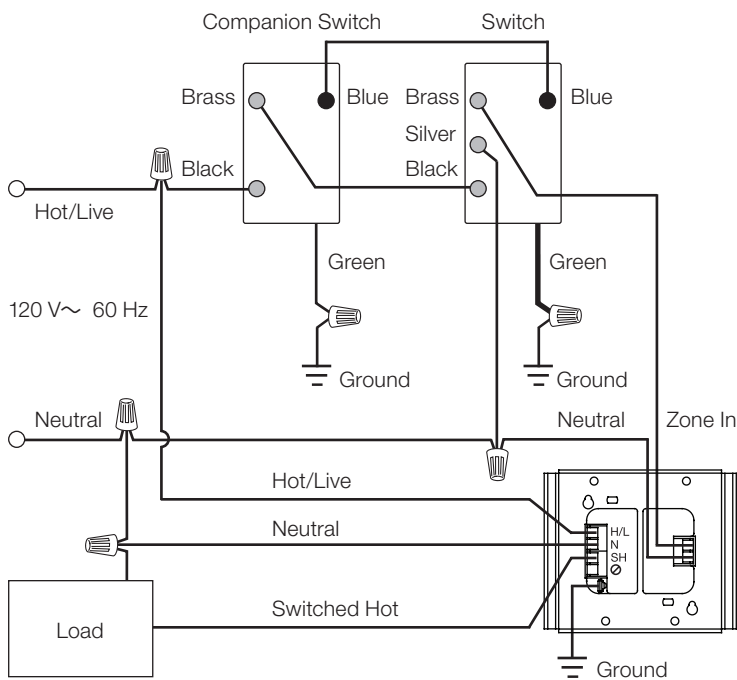 Companion Switch
Switch
Brass
Blue
Brass
Blue
Silver
Black
Black
Hot/Live
Green
Green
120 V~ 60 Hz
Ground
Ground
Neutral
Neutral
Zone In
Hot/Live
H/L
Neutral
N
SH
Switched Hot
Load
Ground